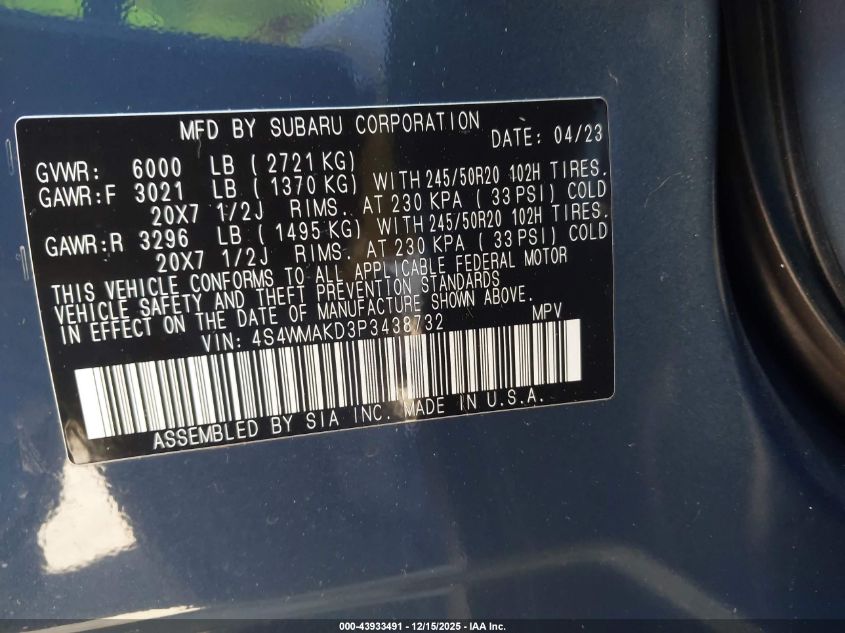 MFD BY SUBARU CORPORATION DATE: 04/23
GVWR: 6000 LB (2721 KG)
GAWR:F 3021 LB (1370 KG) WITH 245/50R20 102H TIRES.
20X7 1/2J RIMS. AT 230 KPA (33 PSI) COLD
GAWR:R 3296 LB (1495 KG) WITH 245/50R20 102H TIRES.
20X7 1/2J RIMS. AT 230 KPA (33 PSI) COLD
THIS VEHICLE CONFORMS TO ALL APPLICABLE FEDERAL MOTOR
VEHICLE SAFETY AND THEFT PREVENTION STANDARDS
IN EFFECT ON THE DATE OF MANUFACTURE SHOWN ABOVE.
VIN: 4S4WMAKD3P3438732 MPV
ASSEMBLED BY SIA INC. MADE IN U.S.A.
000-43933491 - 12/15/2025 - IAA Inc.